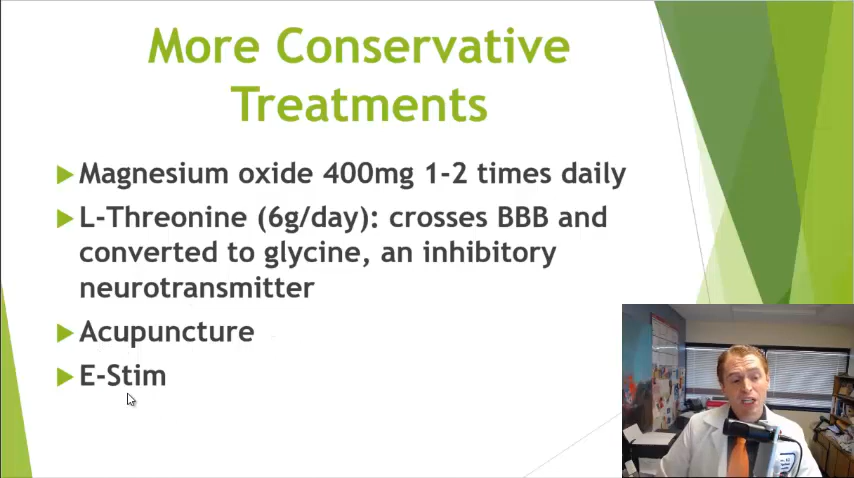 More Conservative
Treatments
Magnesium oxide 400mg 1-2 times daily
L-Threonine (6g/day): crosses BBB and
converted to glycine, an inhibitory
neurotransmitter
Acupuncture
E-Stim